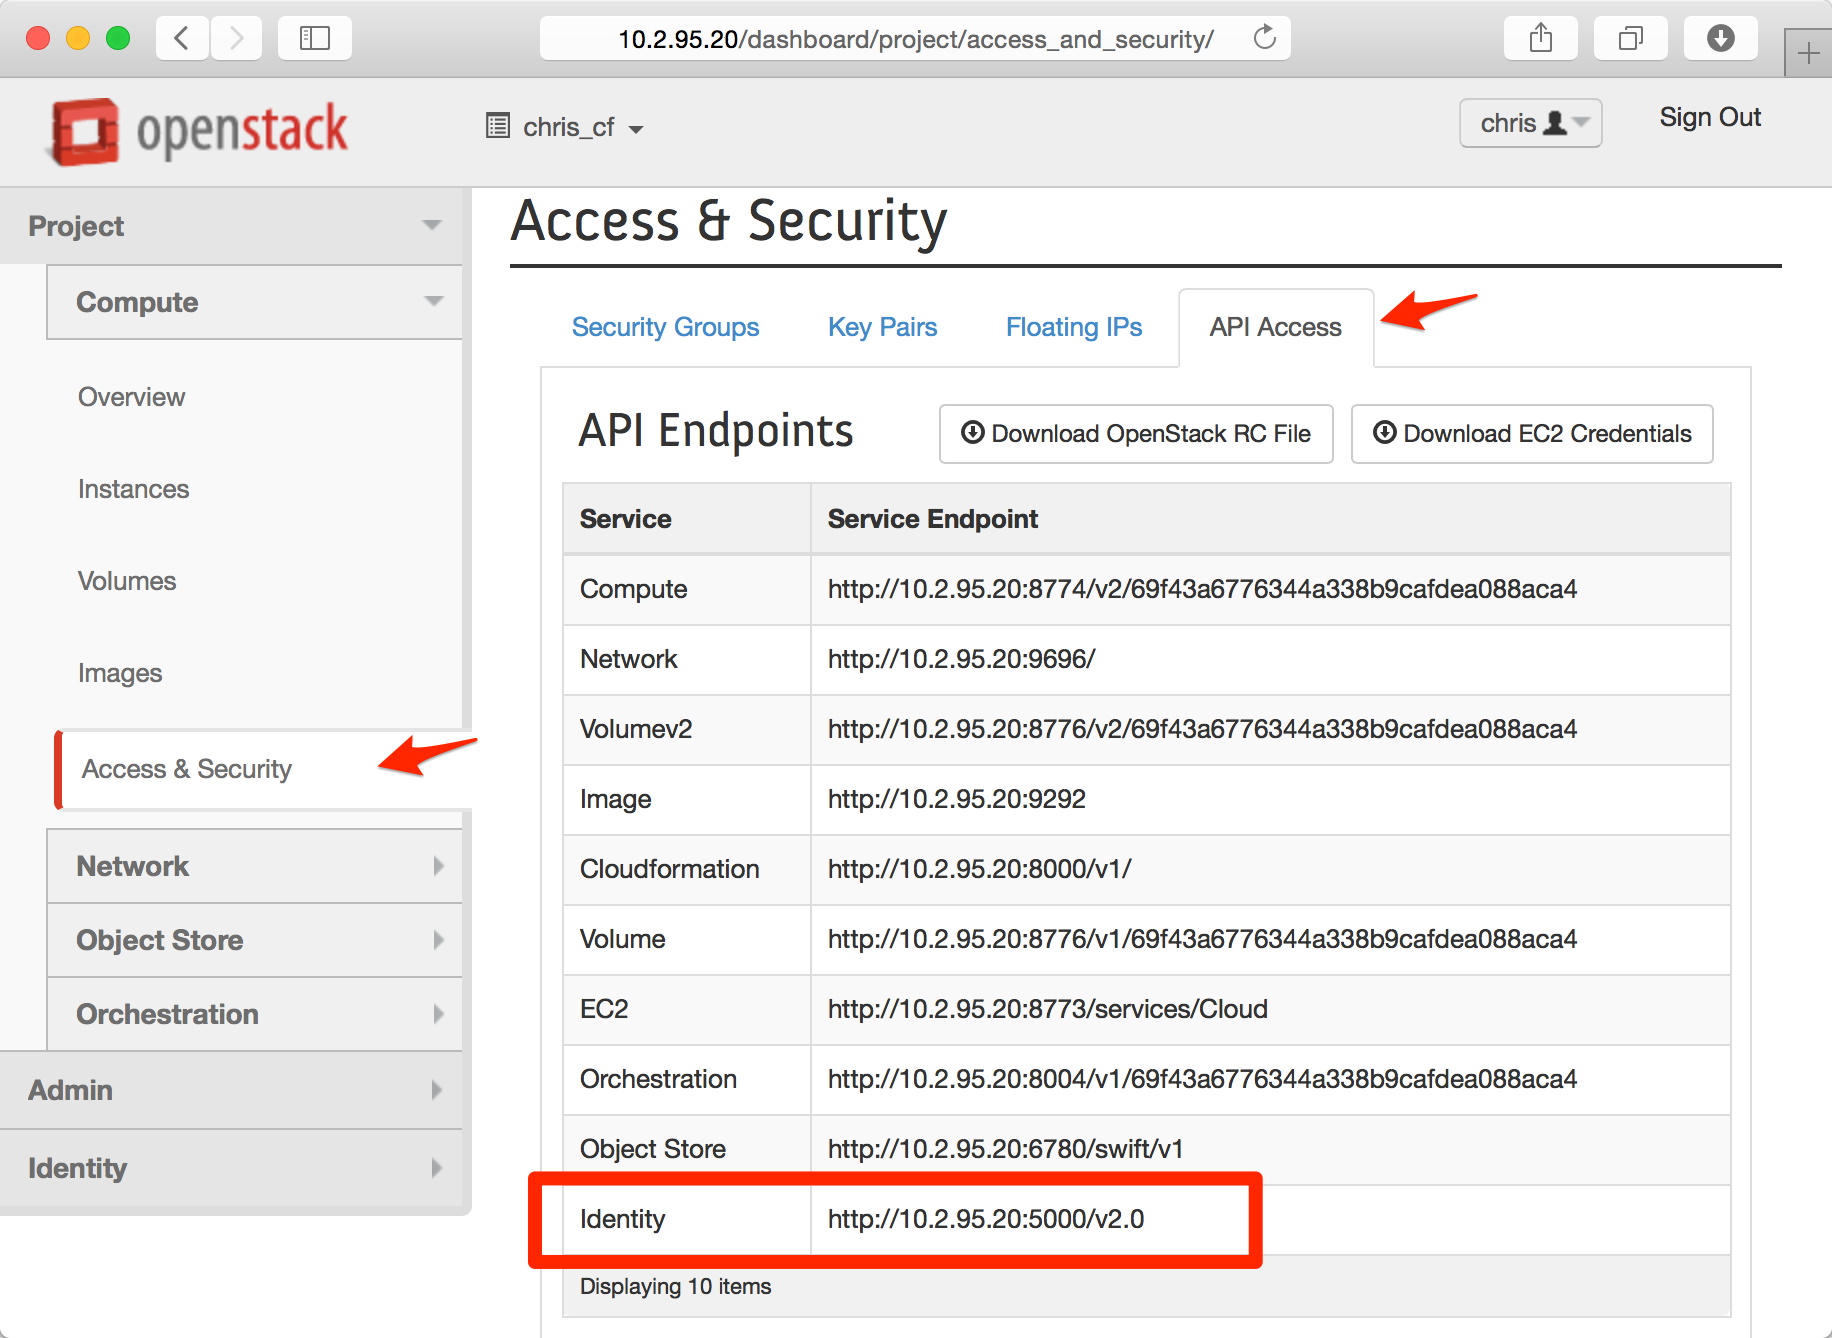 10.2.95.20/dashboard/project/access_and_security/
openstack
chris_cf
chris
Sign Out
Project
Compute
Overview
Instances
Volumes
Images
Access & Security
Network
Object Store
Orchestration
Admin
Identity
Access & Security
Security Groups Key Pairs Floating IPs API Access
API Endpoints Download OpenStack RC File Download EC2 Credentials
Service Service Endpoint
Compute http://10.2.95.20:8774/v2/69f43a6776344a338b9cafdea088aca4
Network http://10.2.95.20:9696/
Volumev2 http://10.2.95.20:8776/v2/69f43a6776344a338b9cafdea088aca4
Image http://10.2.95.20:9292
Cloudformation http://10.2.95.20:8000/v1/
Volume http://10.2.95.20:8776/v1/69f43a6776344a338b9cafdea088aca4
EC2 http://10.2.95.20:8773/services/Cloud
Orchestration http://10.2.95.20:8004/v1/69f43a6776344a338b9cafdea088aca4
Object Store http://10.2.95.20:6780/swift/v1
Identity http://10.2.95.20:5000/v2.0
Displaying 10 items